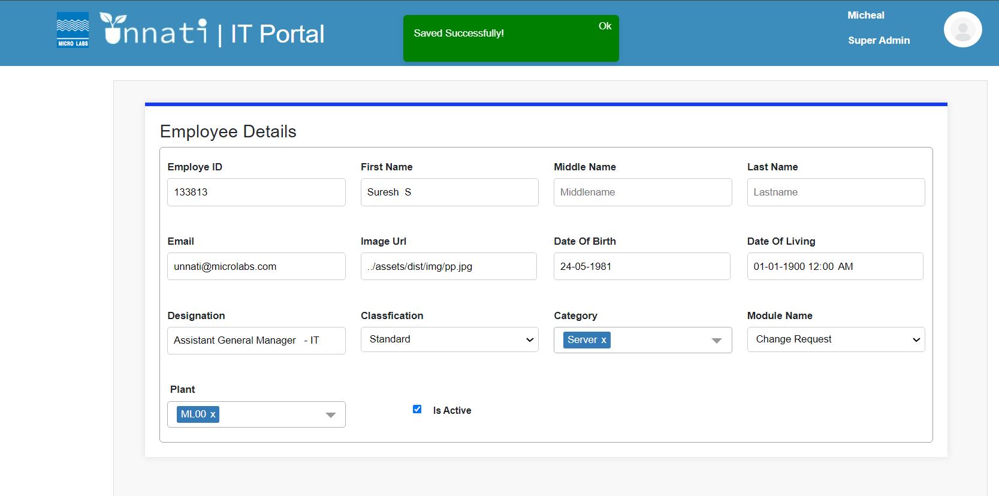 MICRO LABS
Unnati | IT Portal
Saved Successfully!
Ok
Micheal
Super Admin
Employee Details
Employe ID
First Name
Middle Name
Last Name
133813
Suresh  S
Middlename
Lastname
Email
Image Url
Date Of Birth
Date Of Living
unnati@microlabs.com
../assets/dist/img/pp.jpg
24-05-1981
01-01-1900 12:00 AM
Designation
Classfication
Category
Module Name
Assistant General Manager   - IT
Standard
Server x
Change Request
Plant
ML00 x
Is Active